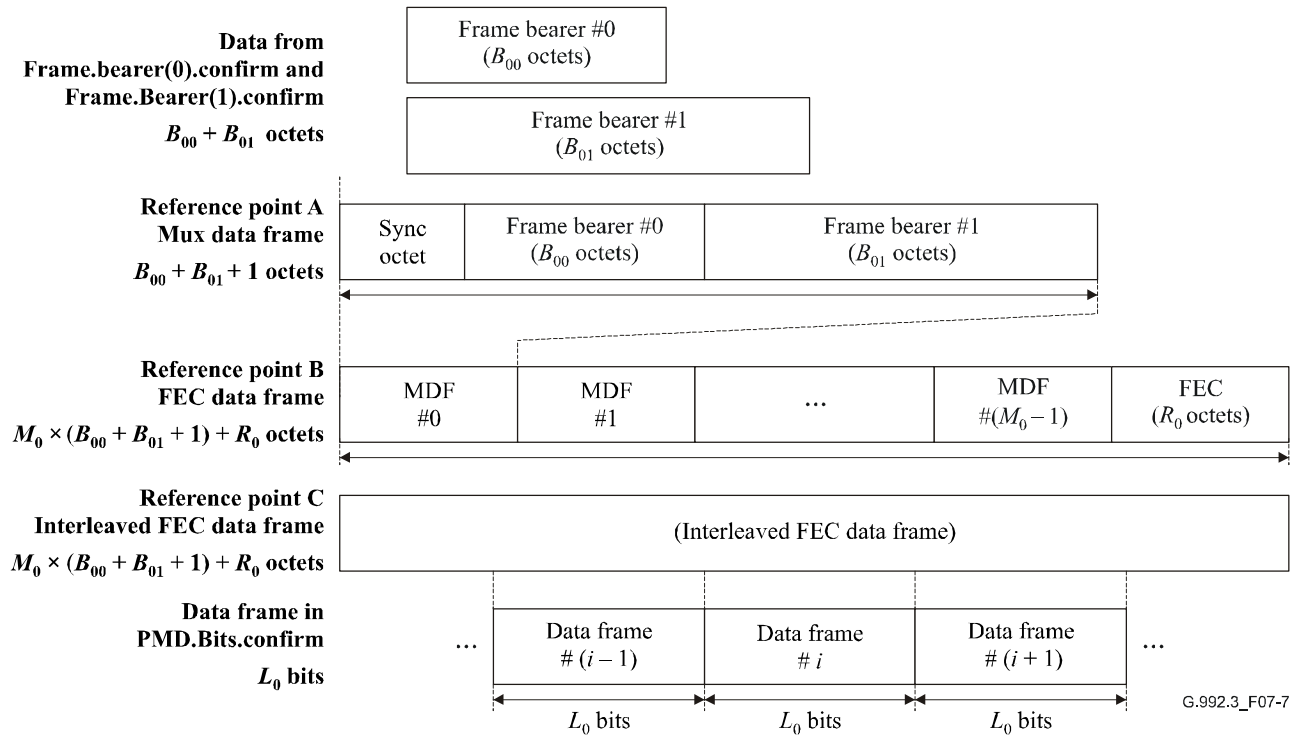 Data from
Frame.bearer(0).confirm and
Frame.Bearer(1).confirm
B₀₀ + B₀₁ octets
Frame bearer #0
(B₀₀ octets)
Frame bearer #1
(B₀₁ octets)
Reference point A
Mux data frame
B₀₀ + B₀₁ + 1 octets
Sync
octet
Frame bearer #0
(B₀₀ octets)
Frame bearer #1
(B₀₁ octets)
Reference point B
FEC data frame
M₀ × (B₀₀ + B₀₁ + 1) + R₀ octets
MDF
#0
MDF
#1
...
MDF
#(M₀ – 1)
FEC
(R₀ octets)
Reference point C
Interleaved FEC data frame
M₀ × (B₀₀ + B₀₁ + 1) + R₀ octets
(Interleaved FEC data frame)
Data frame in
PMD.Bits.confirm
L₀ bits
...
Data frame
# (i – 1)
Data frame
# i
Data frame
# (i + 1)
...
L₀ bits
L₀ bits
L₀ bits
G.992.3_F07-7